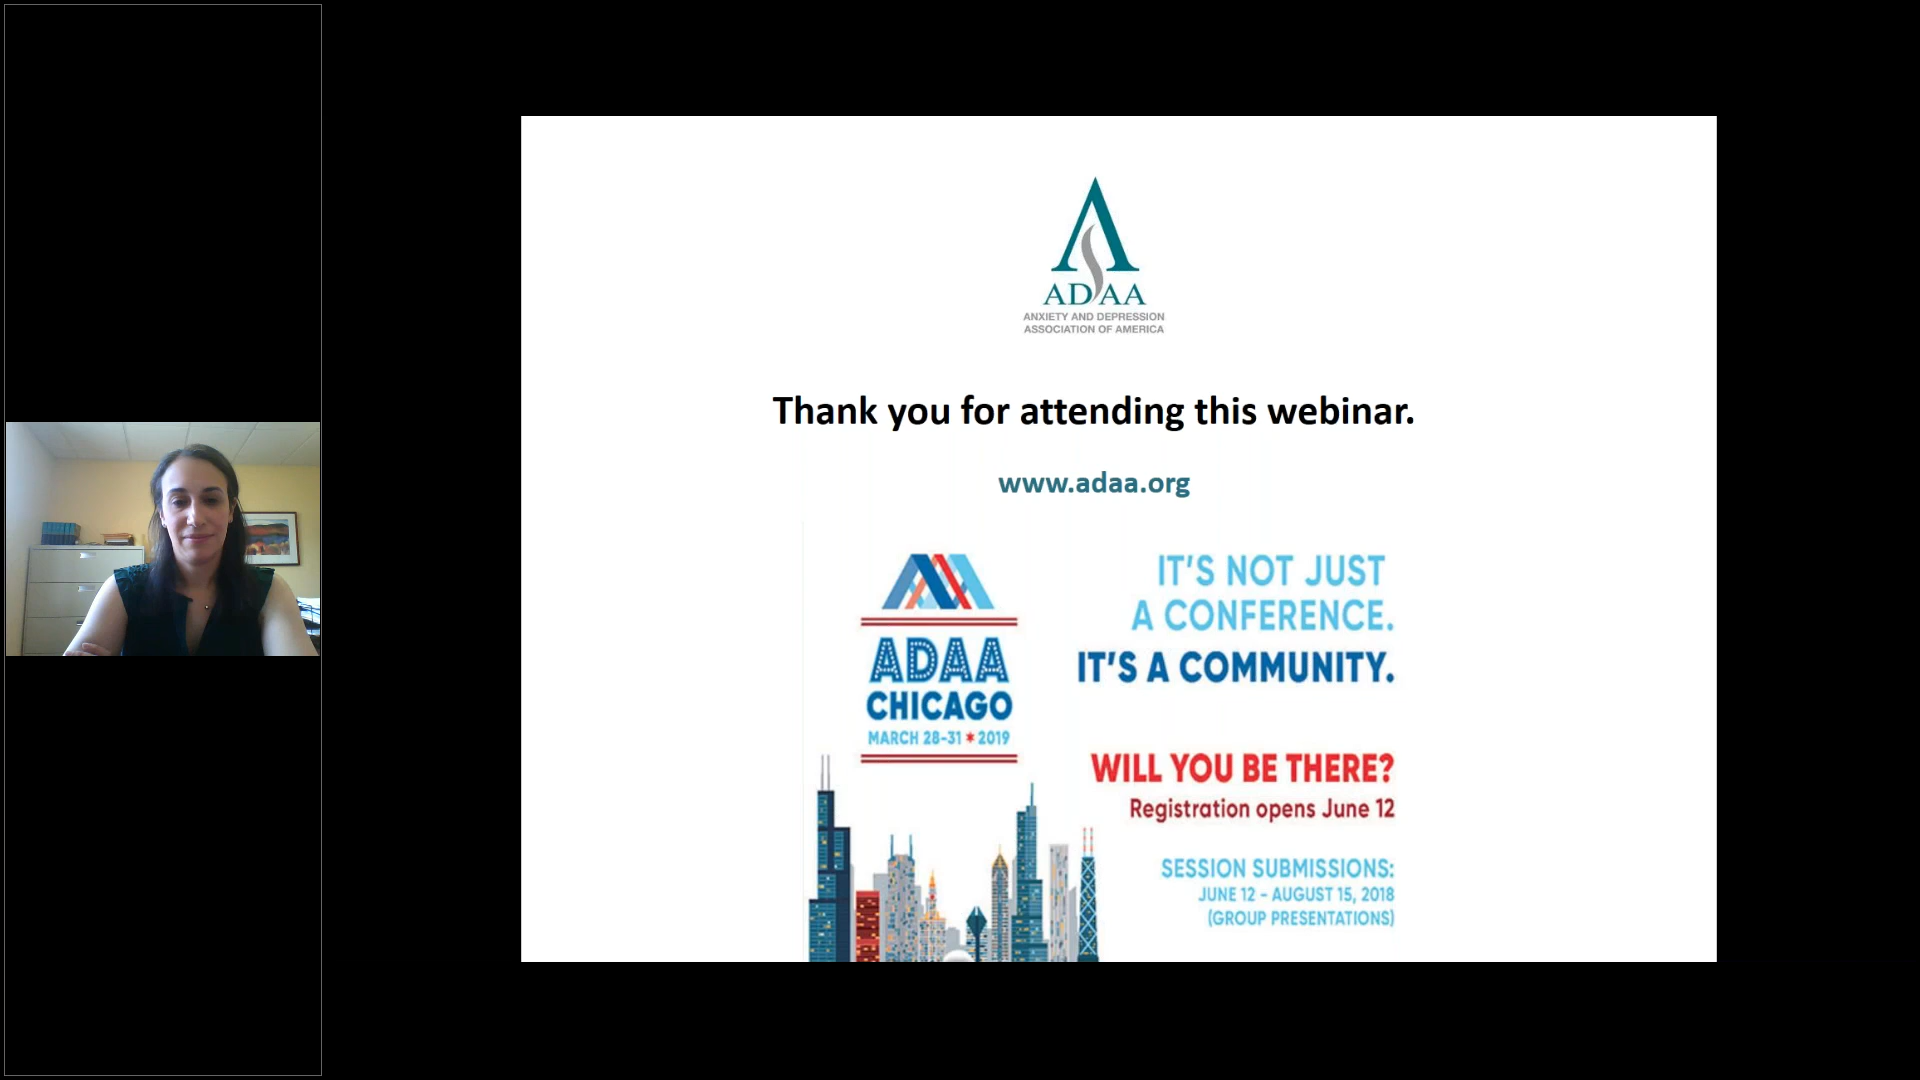 ADAA
ANXIETY AND DEPRESSION
ASSOCIATION OF AMERICA
Thank you for attending this webinar.
www.adaa.org
ADAA
CHICAGO
MARCH 28-31 * 2019
IT'S NOT JUST
A CONFERENCE.
IT'S A COMMUNITY.
WILL YOU BE THERE?
Registration opens June 12
SESSION SUBMISSIONS:
JUNE 12 - AUGUST 15, 2018
(GROUP PRESENTATIONS)